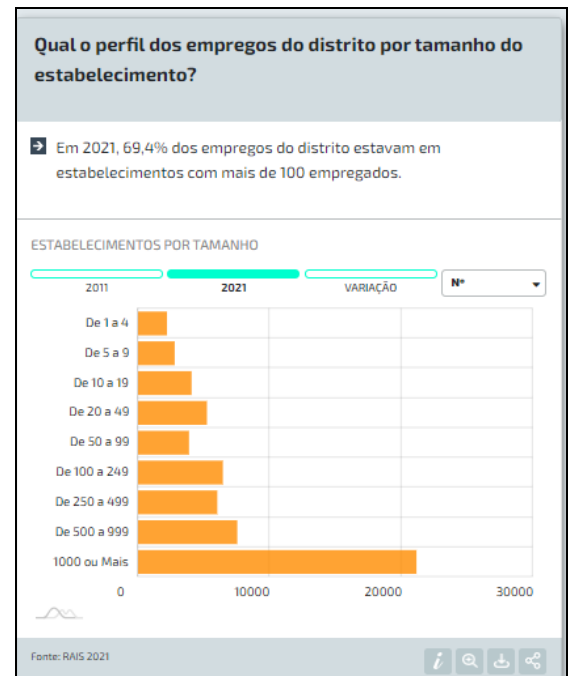 Qual o perfil dos empregos do distrito por tamanho do
estabelecimento?
Em 2021, 69,4% dos empregos do distrito estavam em
estabelecimentos com mais de 100 empregados.
ESTABELECIMENTOS POR TAMANHO
2011 2021 VARIAÇÃO Nº
De 1 a 4
De 5 a 9
De 10 a 19
De 20 a 49
De 50 a 99
De 100 a 249
De 250 a 499
De 500 a 999
1000 ou Mais
0 10000 20000 30000
Fonte: RAIS 2021